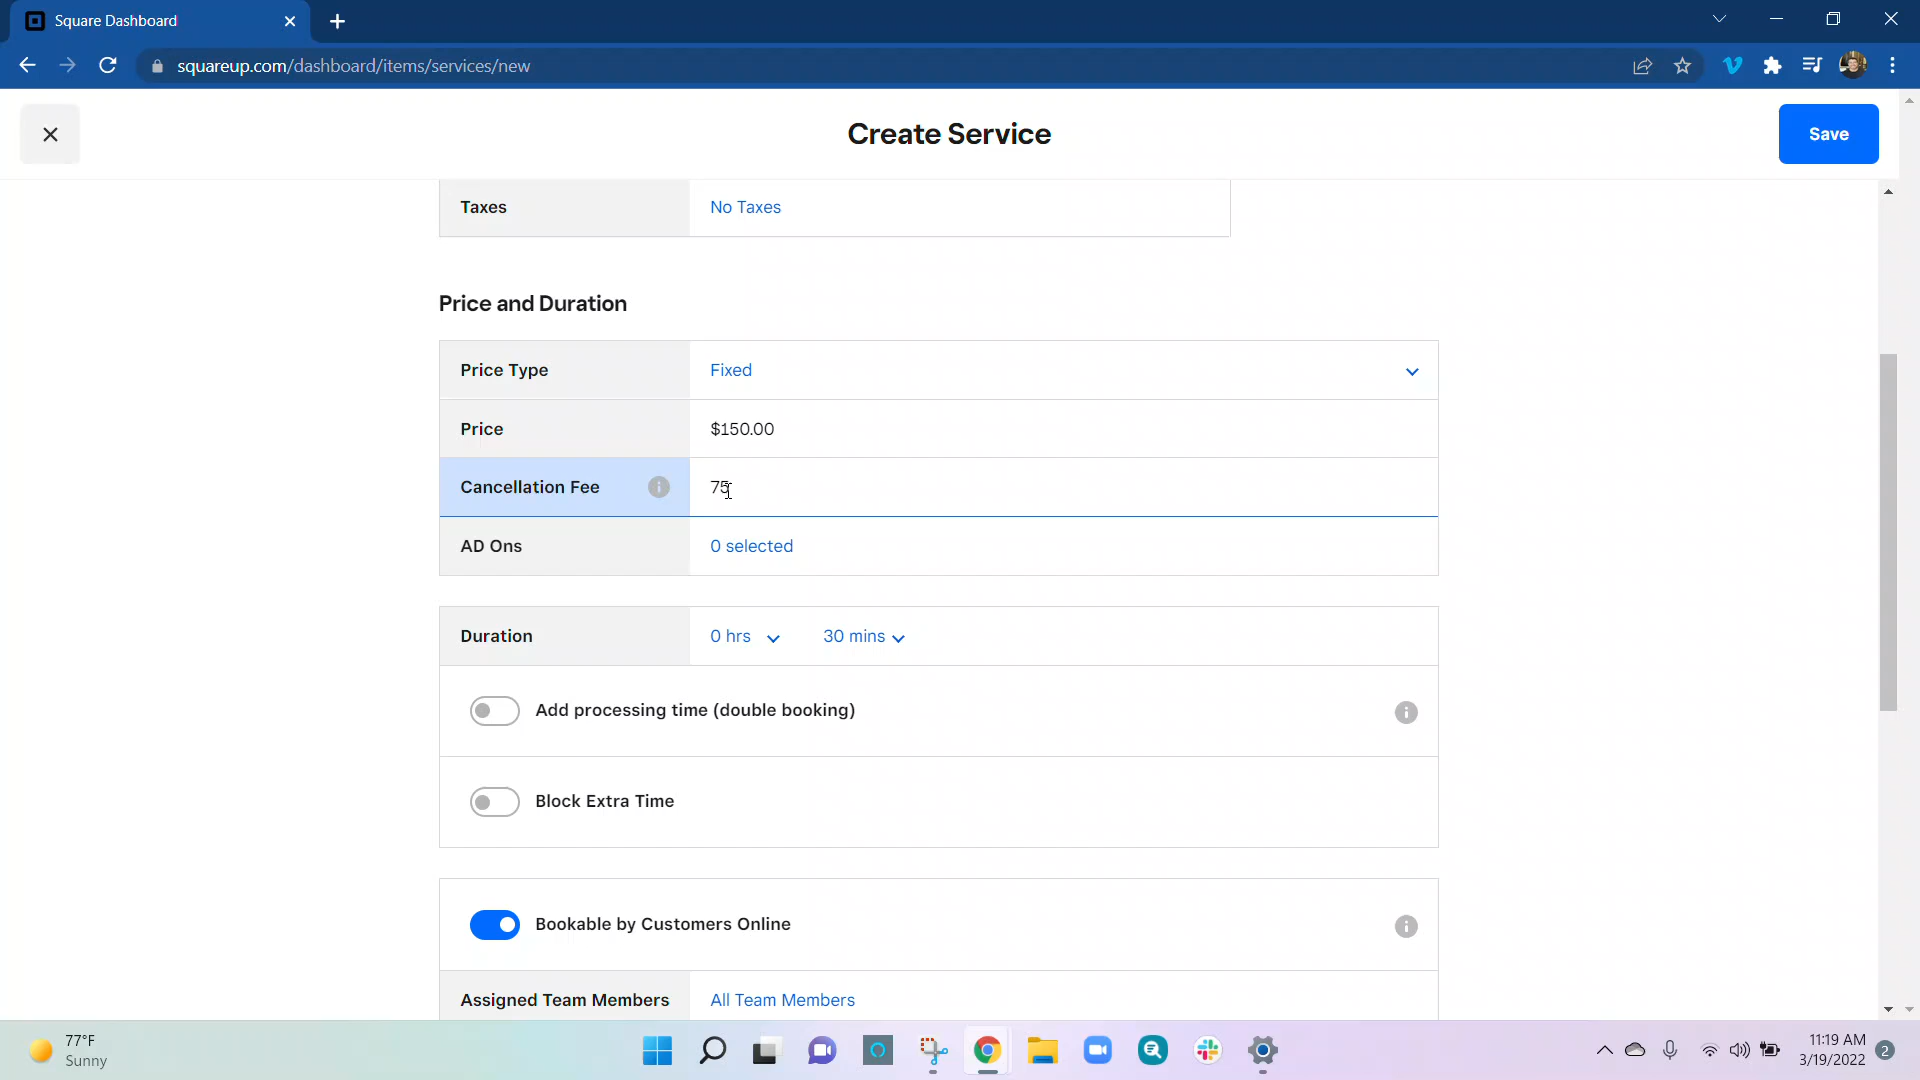 Square Dashboard
squareup.com/dashboard/items/services/new
Create Service
Save
Taxes No Taxes
Price and Duration
Price Type Fixed
Price $150.00
Cancellation Fee 75
AD Ons 0 selected
Duration 0 hrs 30 mins
Add processing time (double booking)
Block Extra Time
Bookable by Customers Online
Assigned Team Members All Team Members
77°F
Sunny
11:19 AM
3/19/2022
2